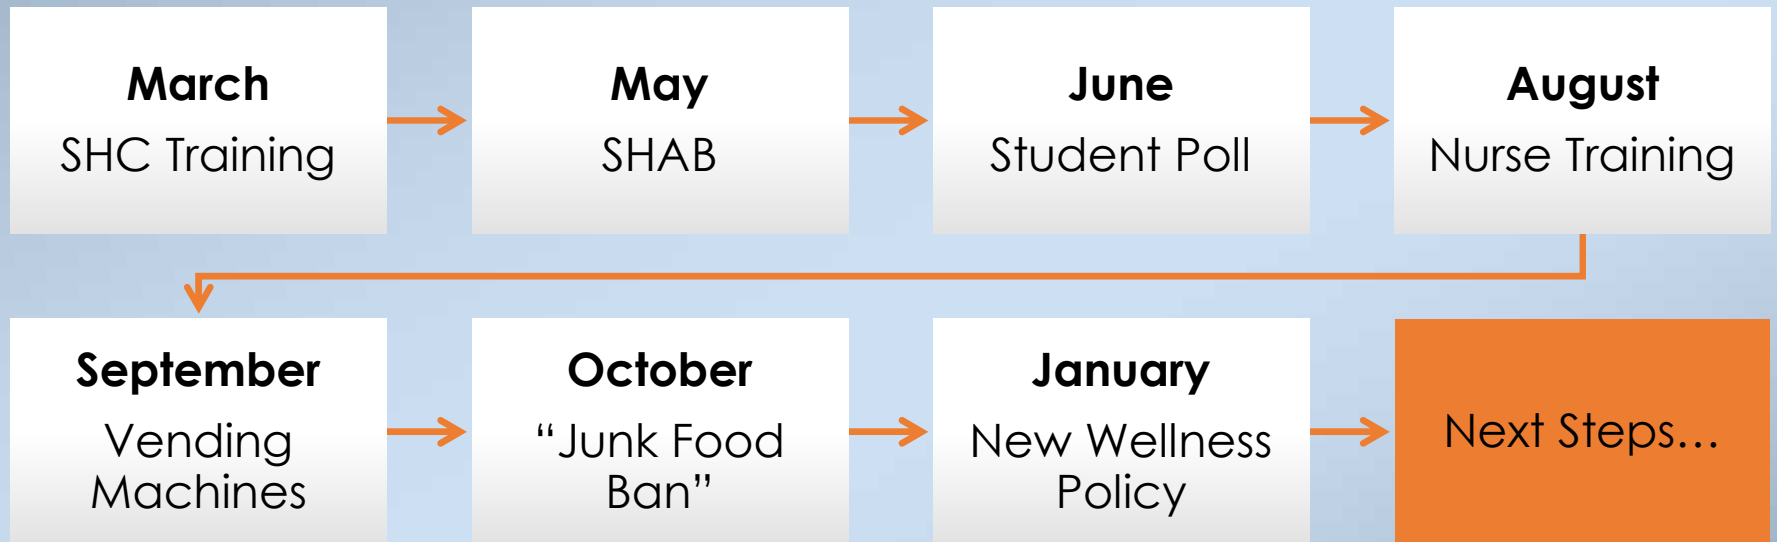 March
SHC Training
May
SHAB
June
Student Poll
August
Nurse Training
September
Vending
Machines
October
“Junk Food
Ban”
January
New Wellness
Policy
Next Steps…